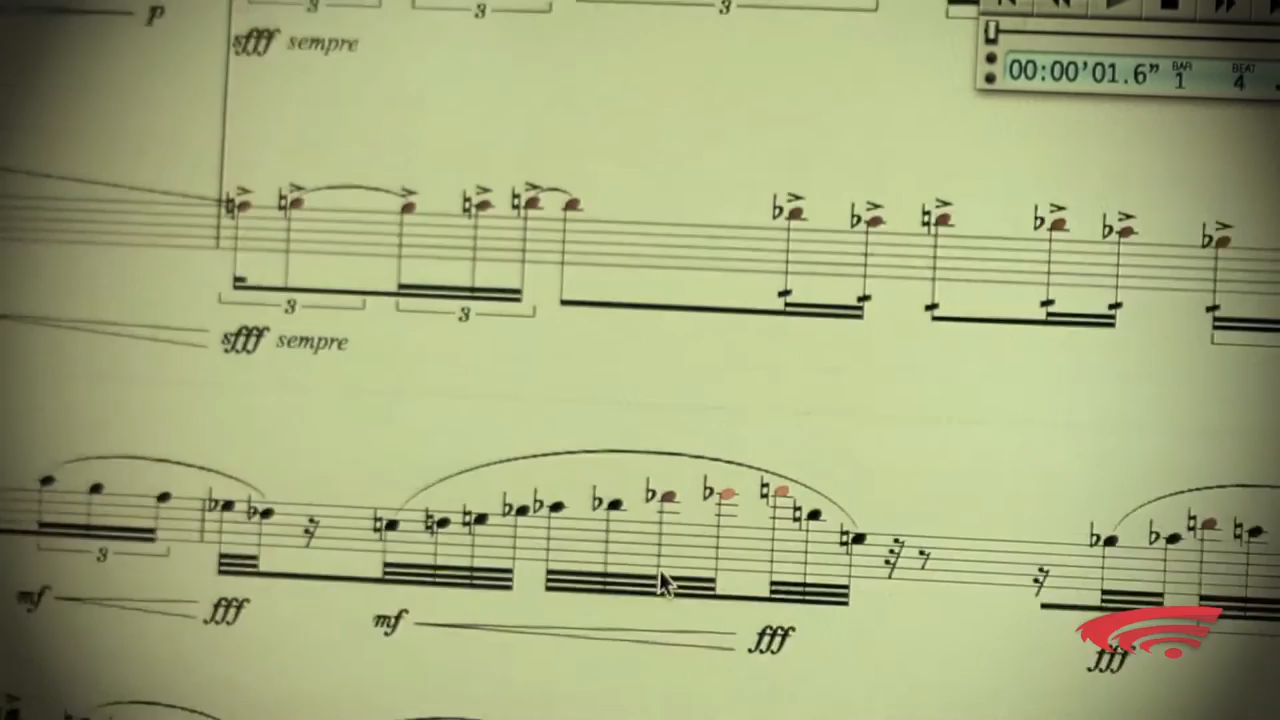 3 3 3
p
sfff sempre
00:00'01.6" BAR 1 BEAT 4
3 3
sfff sempre
3
mf fff mf fff fff